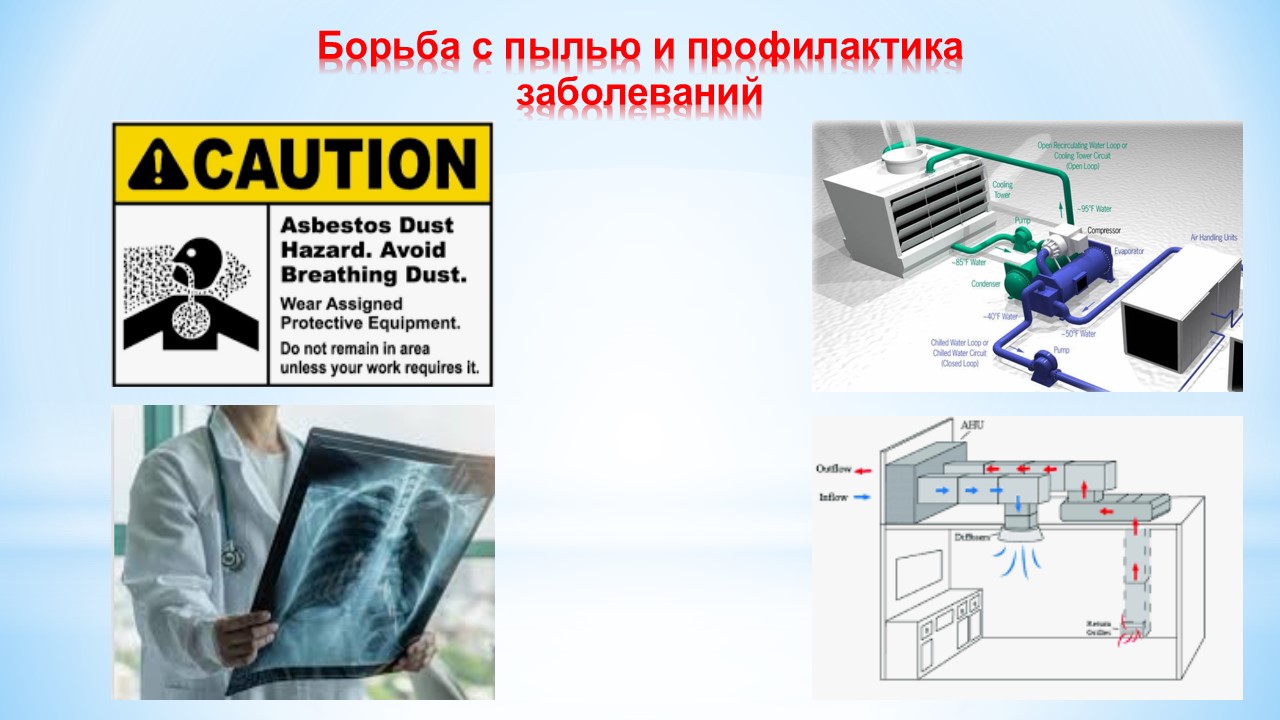 Борьба с пылью и профилактика
заболеваний
CAUTION
Asbestos Dust
Hazard. Avoid
Breathing Dust.
Wear Assigned
Protective Equipment.
Do not remain in area
unless your work requires it.
Open Recirculating Water Loop or
Cooling Tower Circuit
(Open Loop)
Cooling
Tower
~95°F Water
Pump
Compressor
Air Handling Units
Evaporator
~85°F Water
Condenser
~40°F Water
~50°F Water
Chilled Water Loop or
Chilled Water Circuit
(Closed Loop)
Pump
AHU
Outflow
Inflow
Diffusers
Return
Grilles